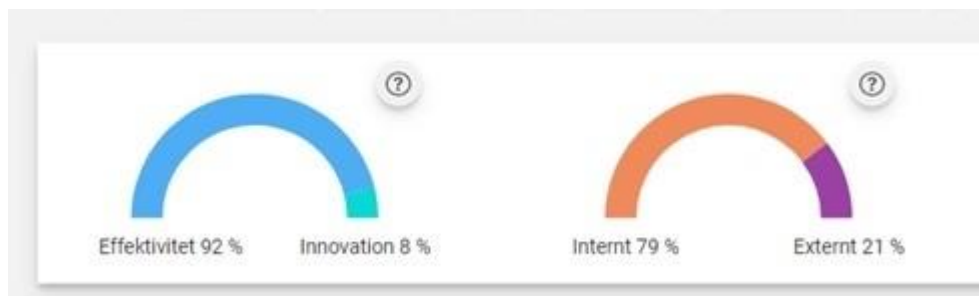 ?
?
Effektivitet 92 %
Innovation 8 %
Internt 79 %
Externt 21 %